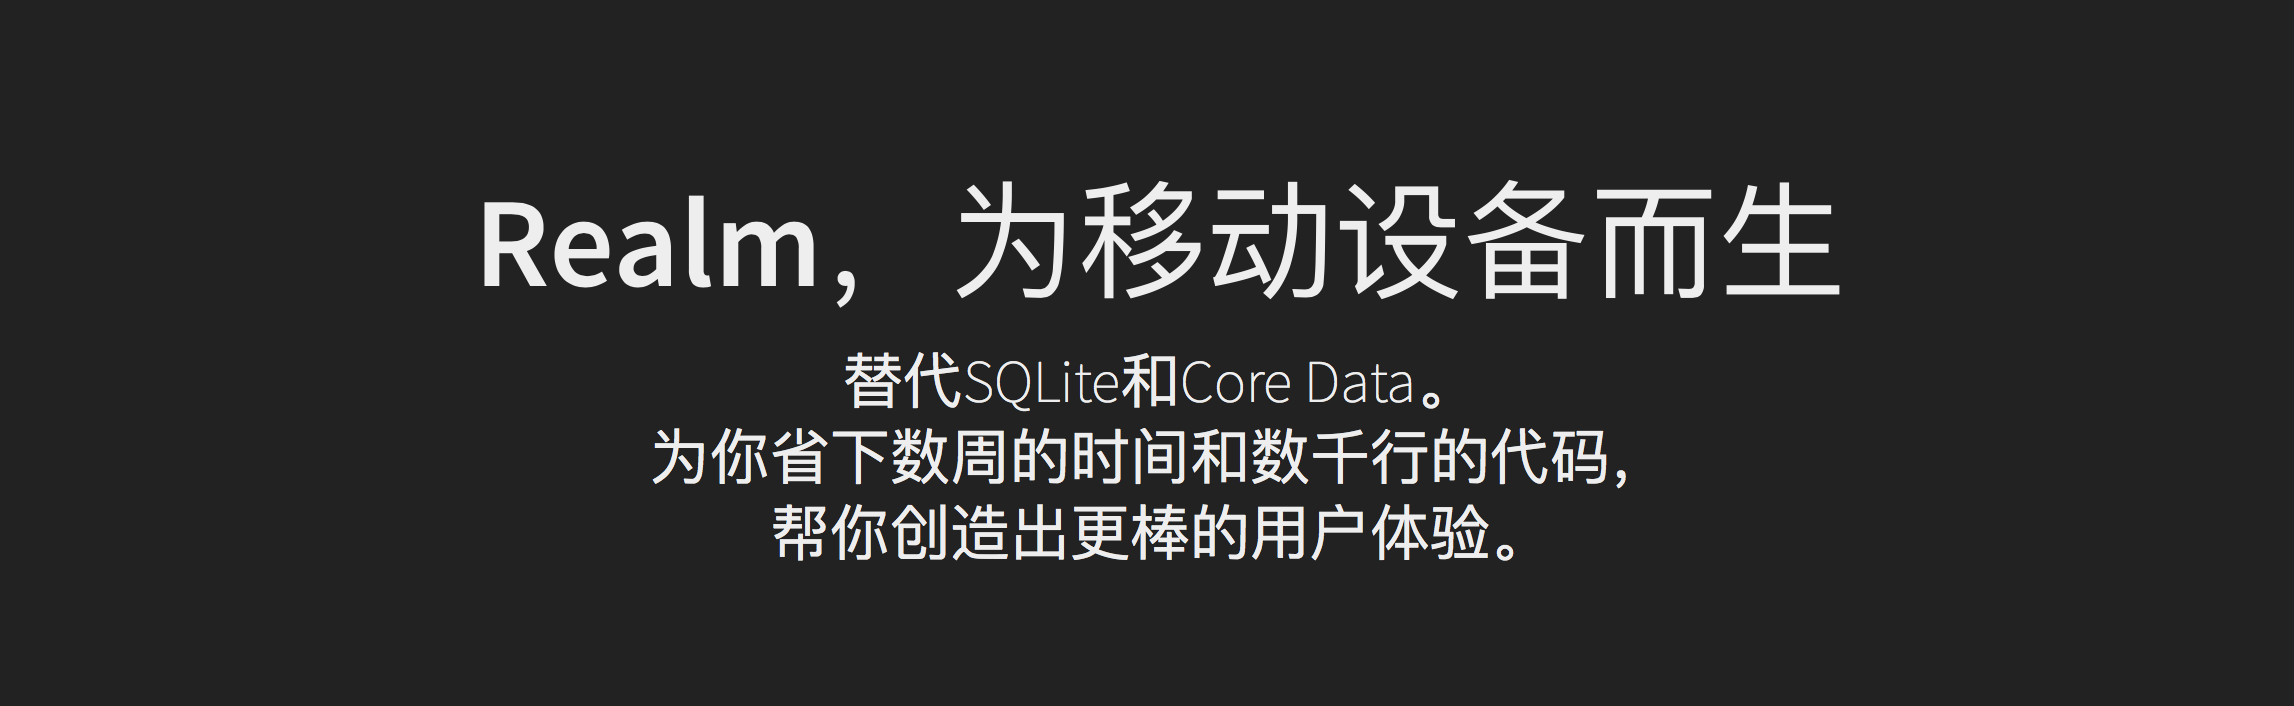 Realm，为移动设备而生
替代SQLite和Core Data。
为你省下数周的时间和数千行的代码，
帮你创造出更棒的用户体验。